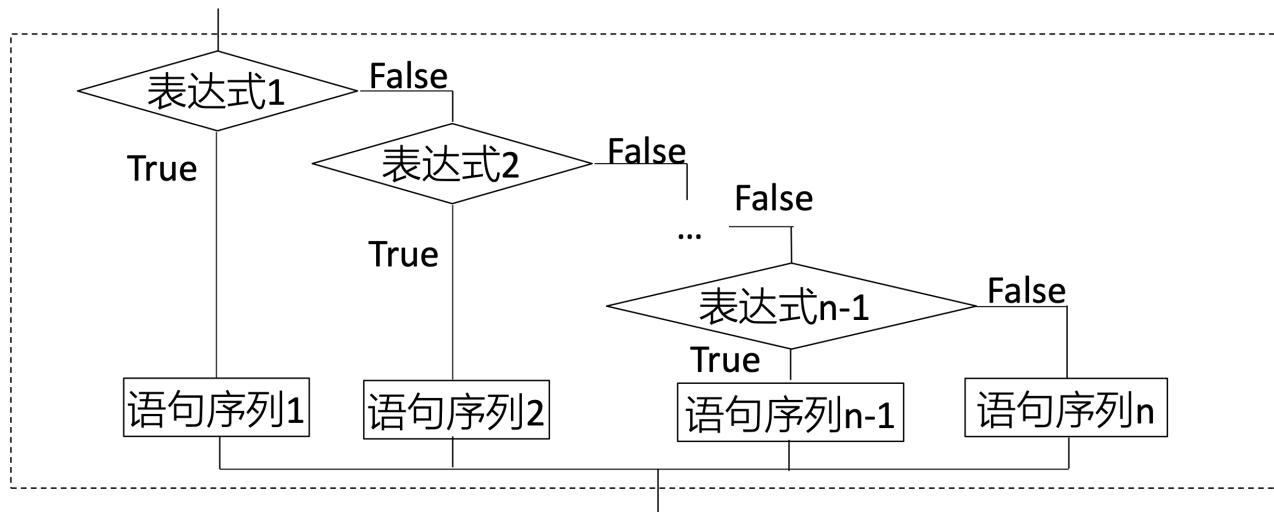 表达式1
False
True
表达式2
False
True
...
False
表达式n-1
False
True
语句序列1
语句序列2
语句序列n-1
语句序列n